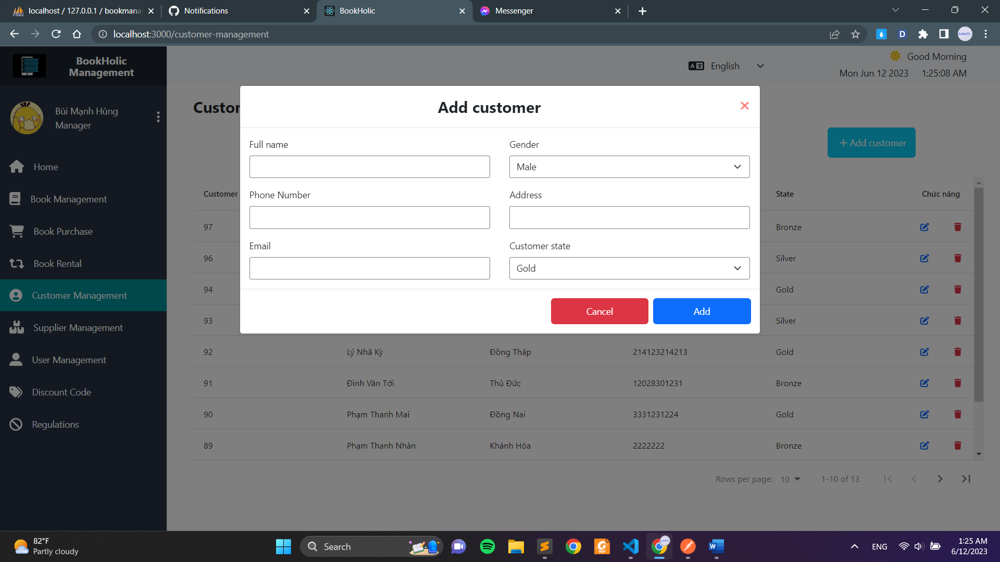 localhost / 127.0.0.1 / bookmana
Notifications
BookHolic
Messenger
localhost:3000/customer-management
D
BookHolic
Management
English
Good Morning
Mon Jun 12 2023 1:25:08 AM
Bùi Mạnh Hùng
Manager
Home
Book Management
Book Purchase
Book Rental
Customer Management
Supplier Management
User Management
Discount Code
Regulations
Custor
+ Add customer
Add customer
Full name
Gender
Male
Phone Number
Address
Email
Customer state
Gold
Cancel
Add
Customer State Chức năng
97 Bronze
96 Silver
94 Gold
93 Silver
92 Lý Nhã Kỳ Đồng Tháp 214123214213 Gold
91 Đinh Văn Tới Thủ Đức 12028301231 Bronze
90 Phạm Thanh Mai Đồng Nai 3331231224 Gold
89 Phạm Thanh Nhàn Khánh Hòa 2222222 Bronze
Rows per page: 10 1-10 of 13
82°F
Partly cloudy
Search
ENG
1:25 AM
6/12/2023